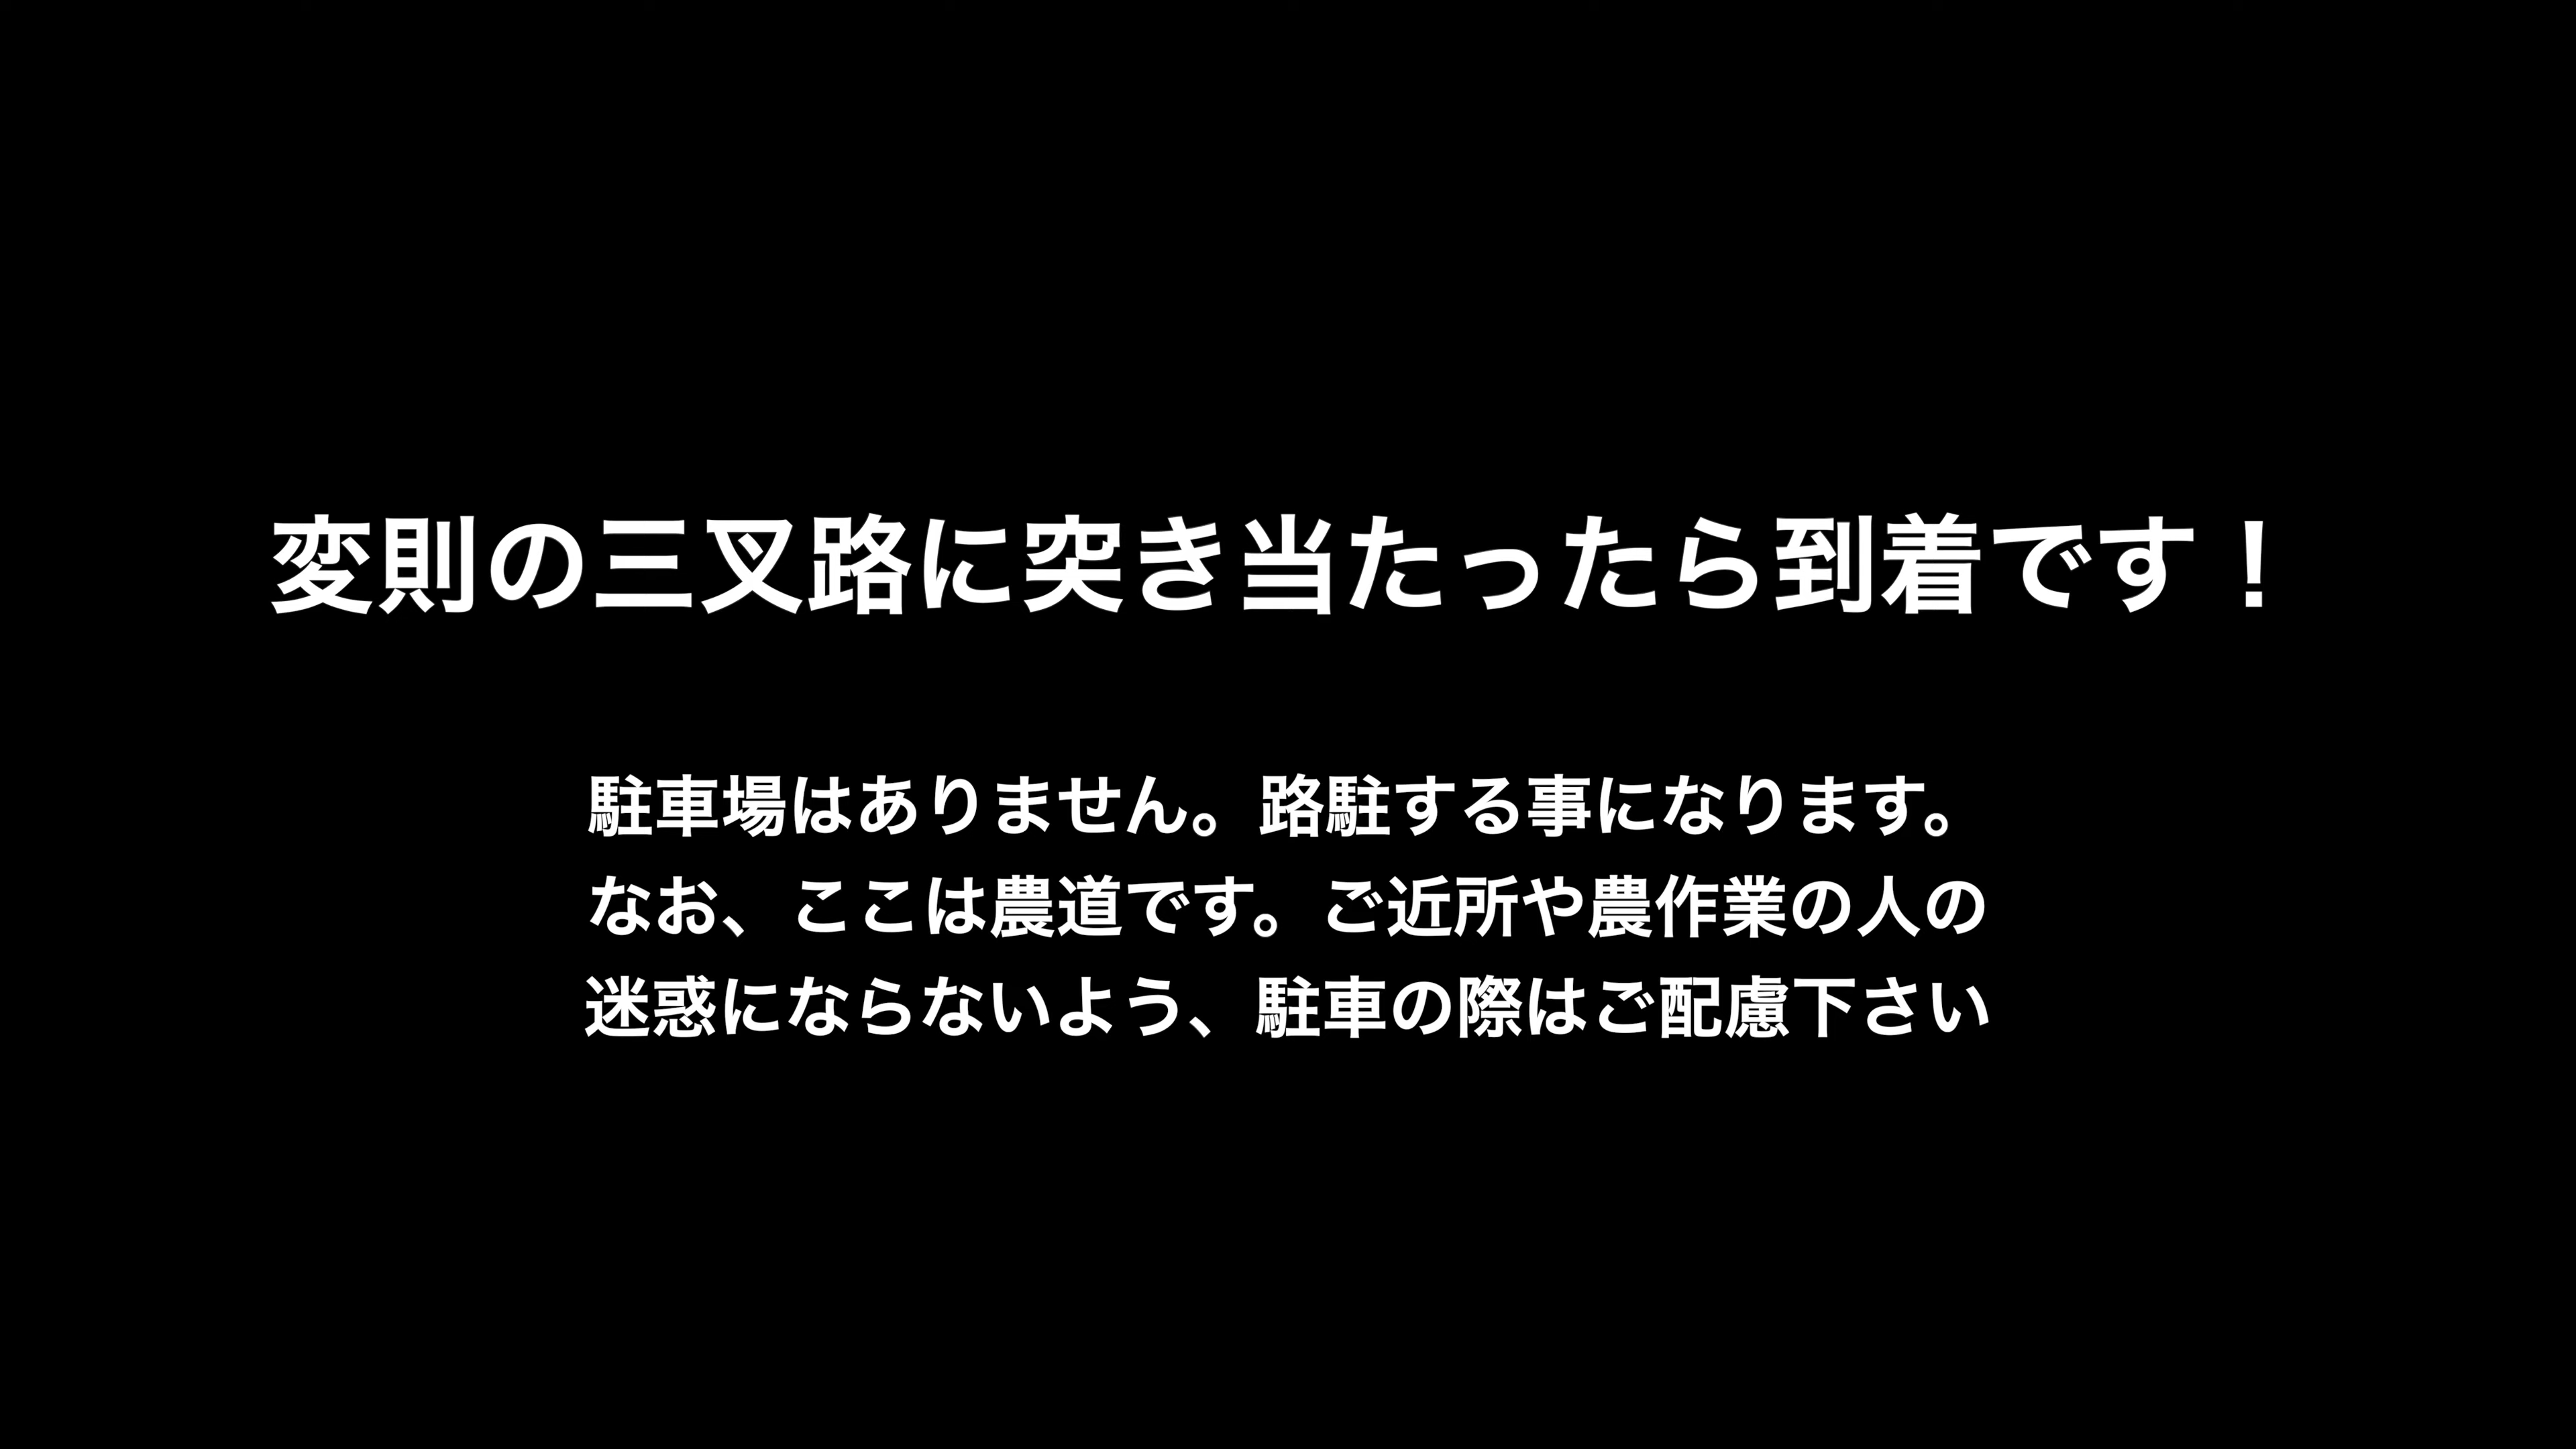 変則の三叉路に突き当たったら到着です！
駐車場はありません。路駐する事になります。
なお、ここは農道です。ご近所や農作業の人の
迷惑にならないよう、駐車の際はご配慮下さい